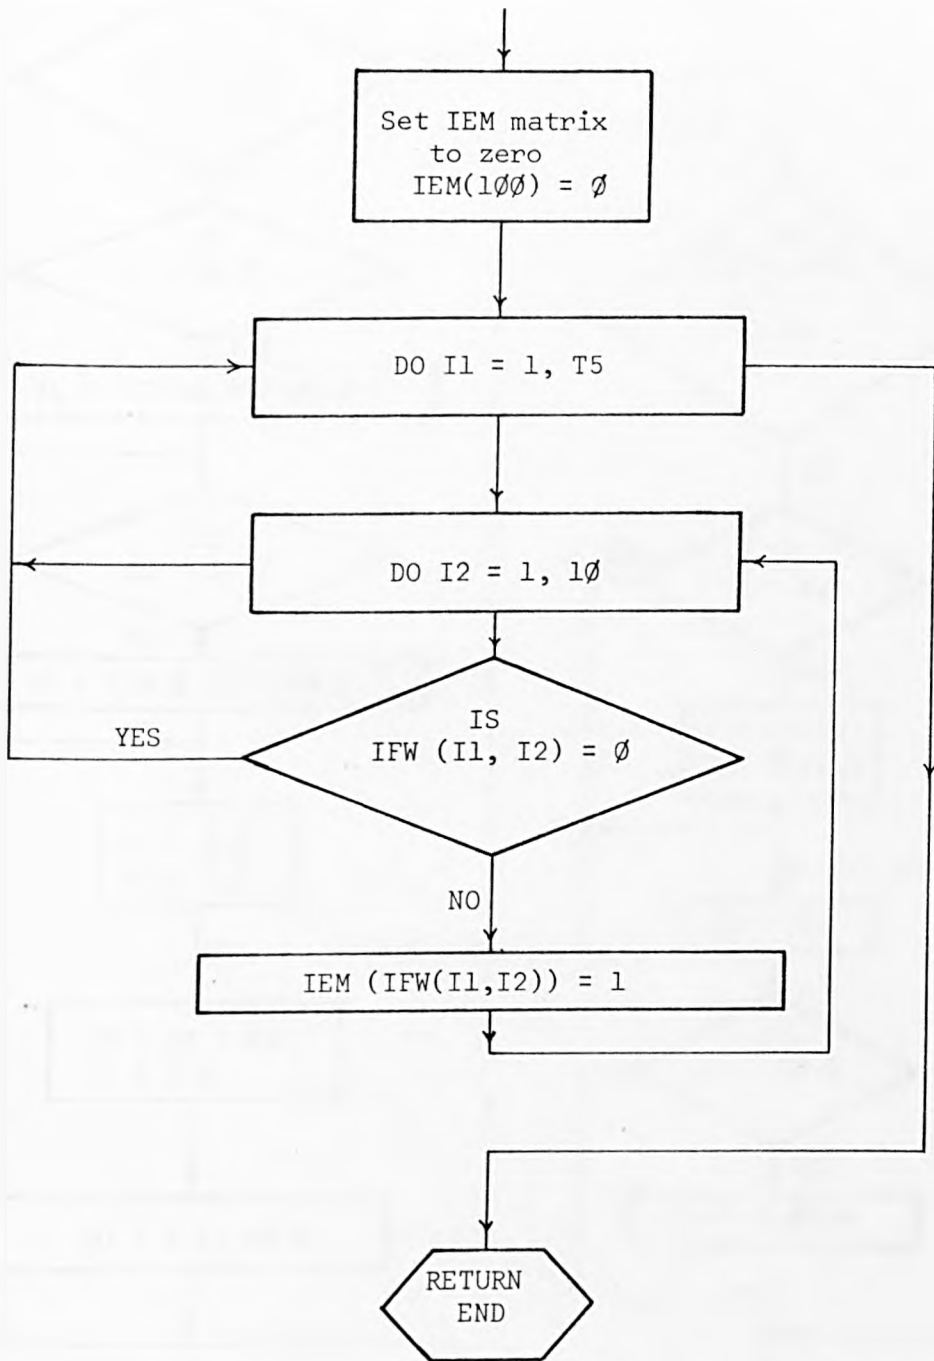 Set IEM matrix
to zero
IEM(1ØØ) = Ø
DO I1 = 1, T5
DO I2 = 1, 1Ø
IS
IFW (I1, I2) = Ø
YES
NO
IEM (IFW(I1,I2)) = 1
RETURN
END